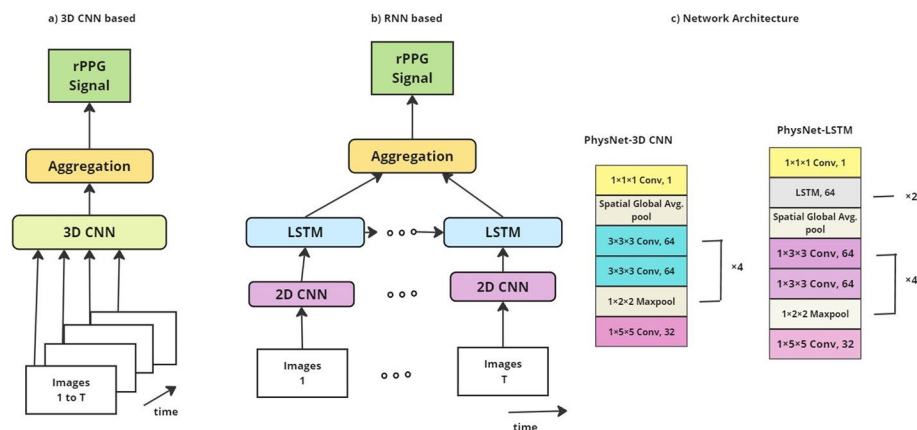 a) 3D CNN based
rPPG
Signal
Aggregation
3D CNN
Images
1 to T
time
b) RNN based
rPPG
Signal
Aggregation
LSTM
LSTM
2D CNN
2D CNN
Images
1
Images
T
time
c) Network Architecture
PhysNet-3D CNN
1×1×1 Conv, 1
Spatial Global Avg.
pool
3×3×3 Conv, 64
3×3×3 Conv, 64
×4
1×2×2 Maxpool
1×5×5 Conv, 32
PhysNet-LSTM
1×1×1 Conv, 1
LSTM, 64
×2
Spatial Global Avg.
pool
1×3×3 Conv, 64
1×3×3 Conv, 64
×4
1×2×2 Maxpool
1×5×5 Conv, 32